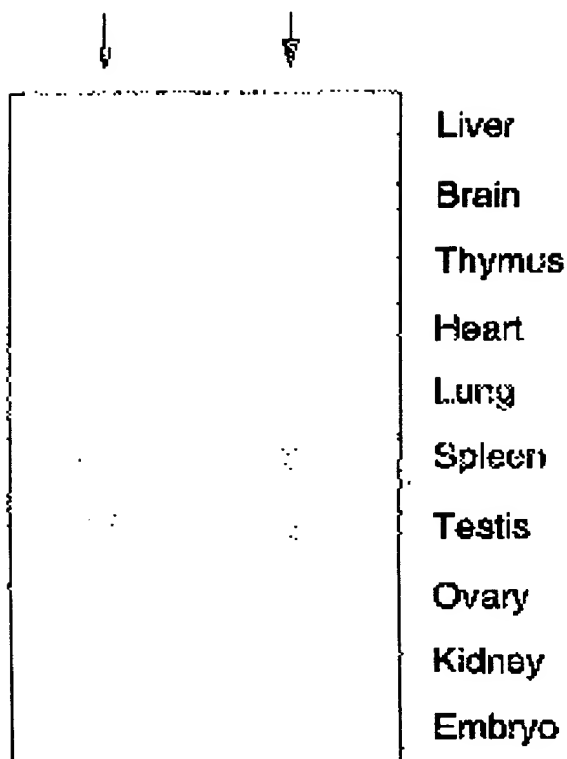 Liver
Brain
Thymus
Heart
Lung
Spleen
Testis
Ovary
Kidney
Embryo